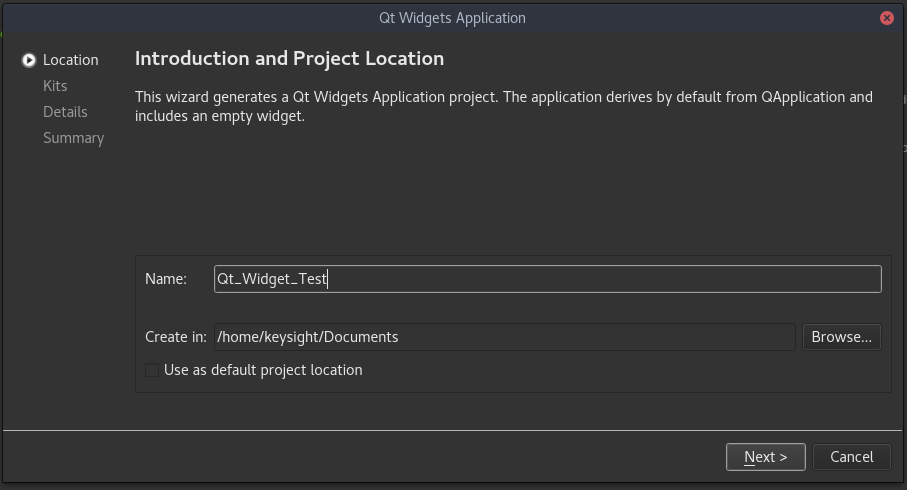 Qt Widgets Application
Location
Kits
Details
Summary
Introduction and Project Location
This wizard generates a Qt Widgets Application project. The application derives by default from QApplication and
includes an empty widget.
Name: Qt_Widget_Test
Create in: /home/keysight/Documents Browse...
Use as default project location
Next > Cancel